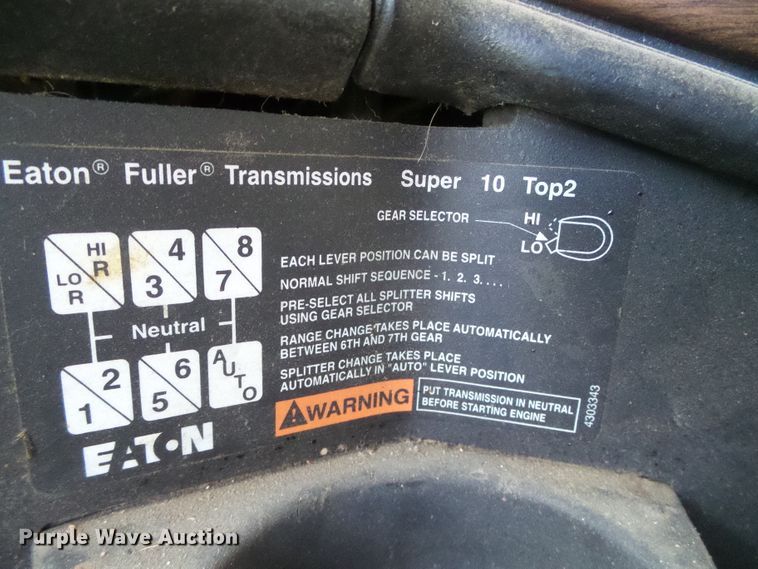 Eaton® Fuller® Transmissions Super 10 Top2
GEAR SELECTOR
HI
LO
HI
R
LO
R
4
3
8
7
Neutral
2
1
6
5
AUTO
EATON
EACH LEVER POSITION CAN BE SPLIT
NORMAL SHIFT SEQUENCE - 1. 2. 3. . . .
PRE-SELECT ALL SPLITTER SHIFTS
USING GEAR SELECTOR
RANGE CHANGE TAKES PLACE AUTOMATICALLY
BETWEEN 6TH AND 7TH GEAR
SPLITTER CHANGE TAKES PLACE
AUTOMATICALLY IN "AUTO" LEVER POSITION
WARNING
PUT TRANSMISSION IN NEUTRAL
BEFORE STARTING ENGINE
4303343
Purple Wave Auction